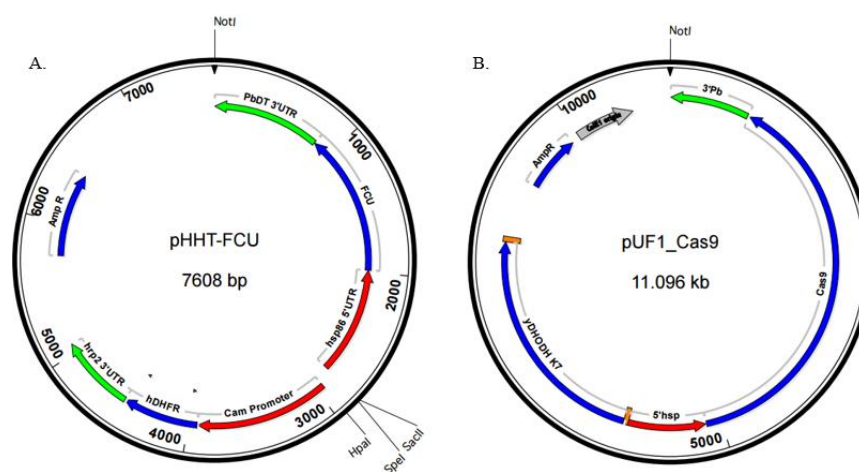 A.
NotI
7000
PbDT 3'UTR
1000
FCU
Amp R
6000
pHHT-FCU
7608 bp
2000
hsp86 5'UTR
5000
hrp2 3'UTR
hDHFR
Cam Promoter
4000
3000
HpaI
SpeI
SacII
B.
NotI
10000
ColE1 origin
3'Pb
AmpR
pUF1_Cas9
11.096 kb
Cas9
yDHODH K7
5'hsp
5000